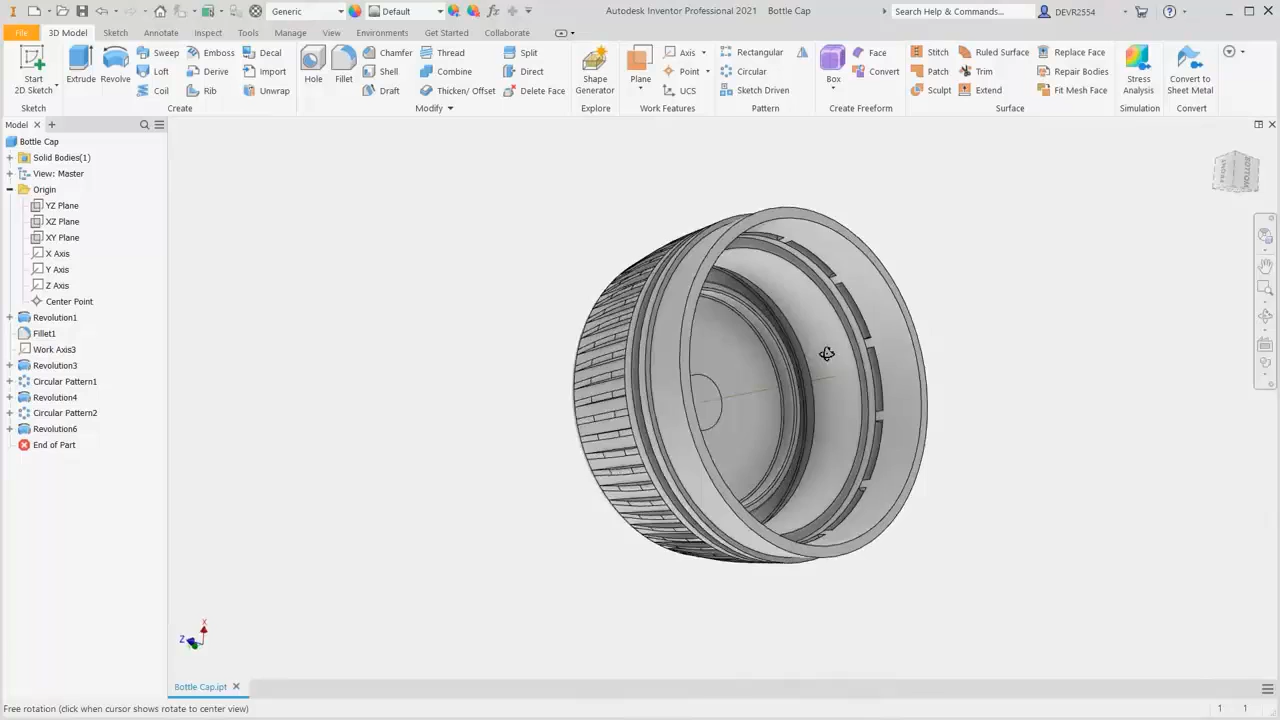 Generic
Default
Autodesk Inventor Professional 2021 Bottle Cap
Search Help & Commands...
DEVR2554
File 3D Model Sketch Annotate Inspect Tools Manage View Environments Get Started Collaborate
Start
2D Sketch
Sketch
Extrude
Revolve
Sweep
Loft
Coil
Emboss
Derive
Rib
Decal
Import
Unwrap
Create
Hole
Fillet
Chamfer
Shell
Draft
Thread
Combine
Thicken/ Offset
Split
Direct
Delete Face
Modify
Shape
Generator
Explore
Plane
Axis
Point
UCS
Work Features
Rectangular
Circular
Sketch Driven
Pattern
Box
Face
Convert
Create Freeform
Stitch
Patch
Sculpt
Ruled Surface
Trim
Extend
Replace Face
Repair Bodies
Fit Mesh Face
Surface
Stress
Analysis
Simulation
Convert to
Sheet Metal
Convert
Model
Bottle Cap
Solid Bodies(1)
View: Master
Origin
YZ Plane
XZ Plane
XY Plane
X Axis
Y Axis
Z Axis
Center Point
Revolution1
Fillet1
Work Axis3
Revolution3
Circular Pattern1
Revolution4
Circular Pattern2
Revolution6
End of Part
BOTTOM
X
Z
Bottle Cap.ipt
Free rotation (click when cursor shows rotate to center view)
1 1